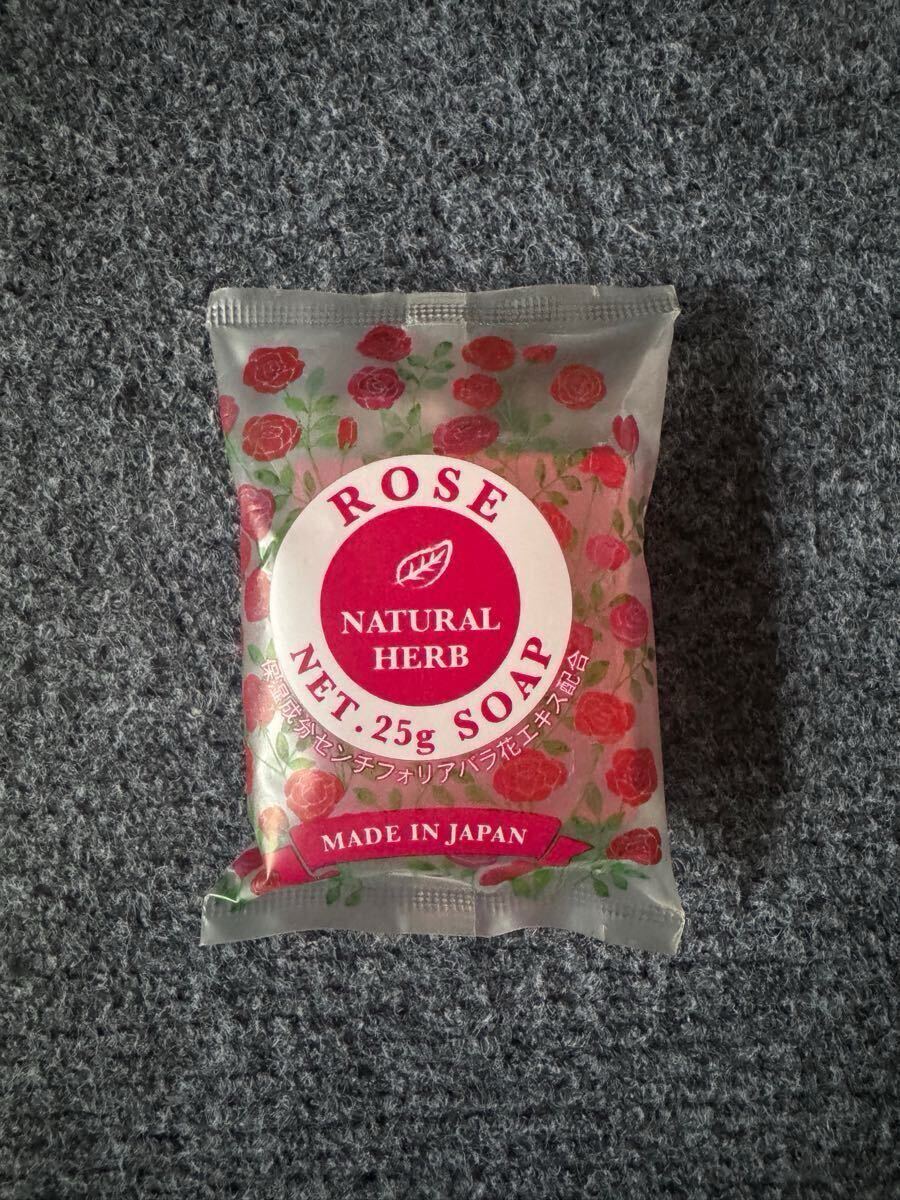 ROSE
NATURAL
HERB
NET. 25g SOAP
保湿成分センチフォリアバラ花エキス配合
MADE IN JAPAN